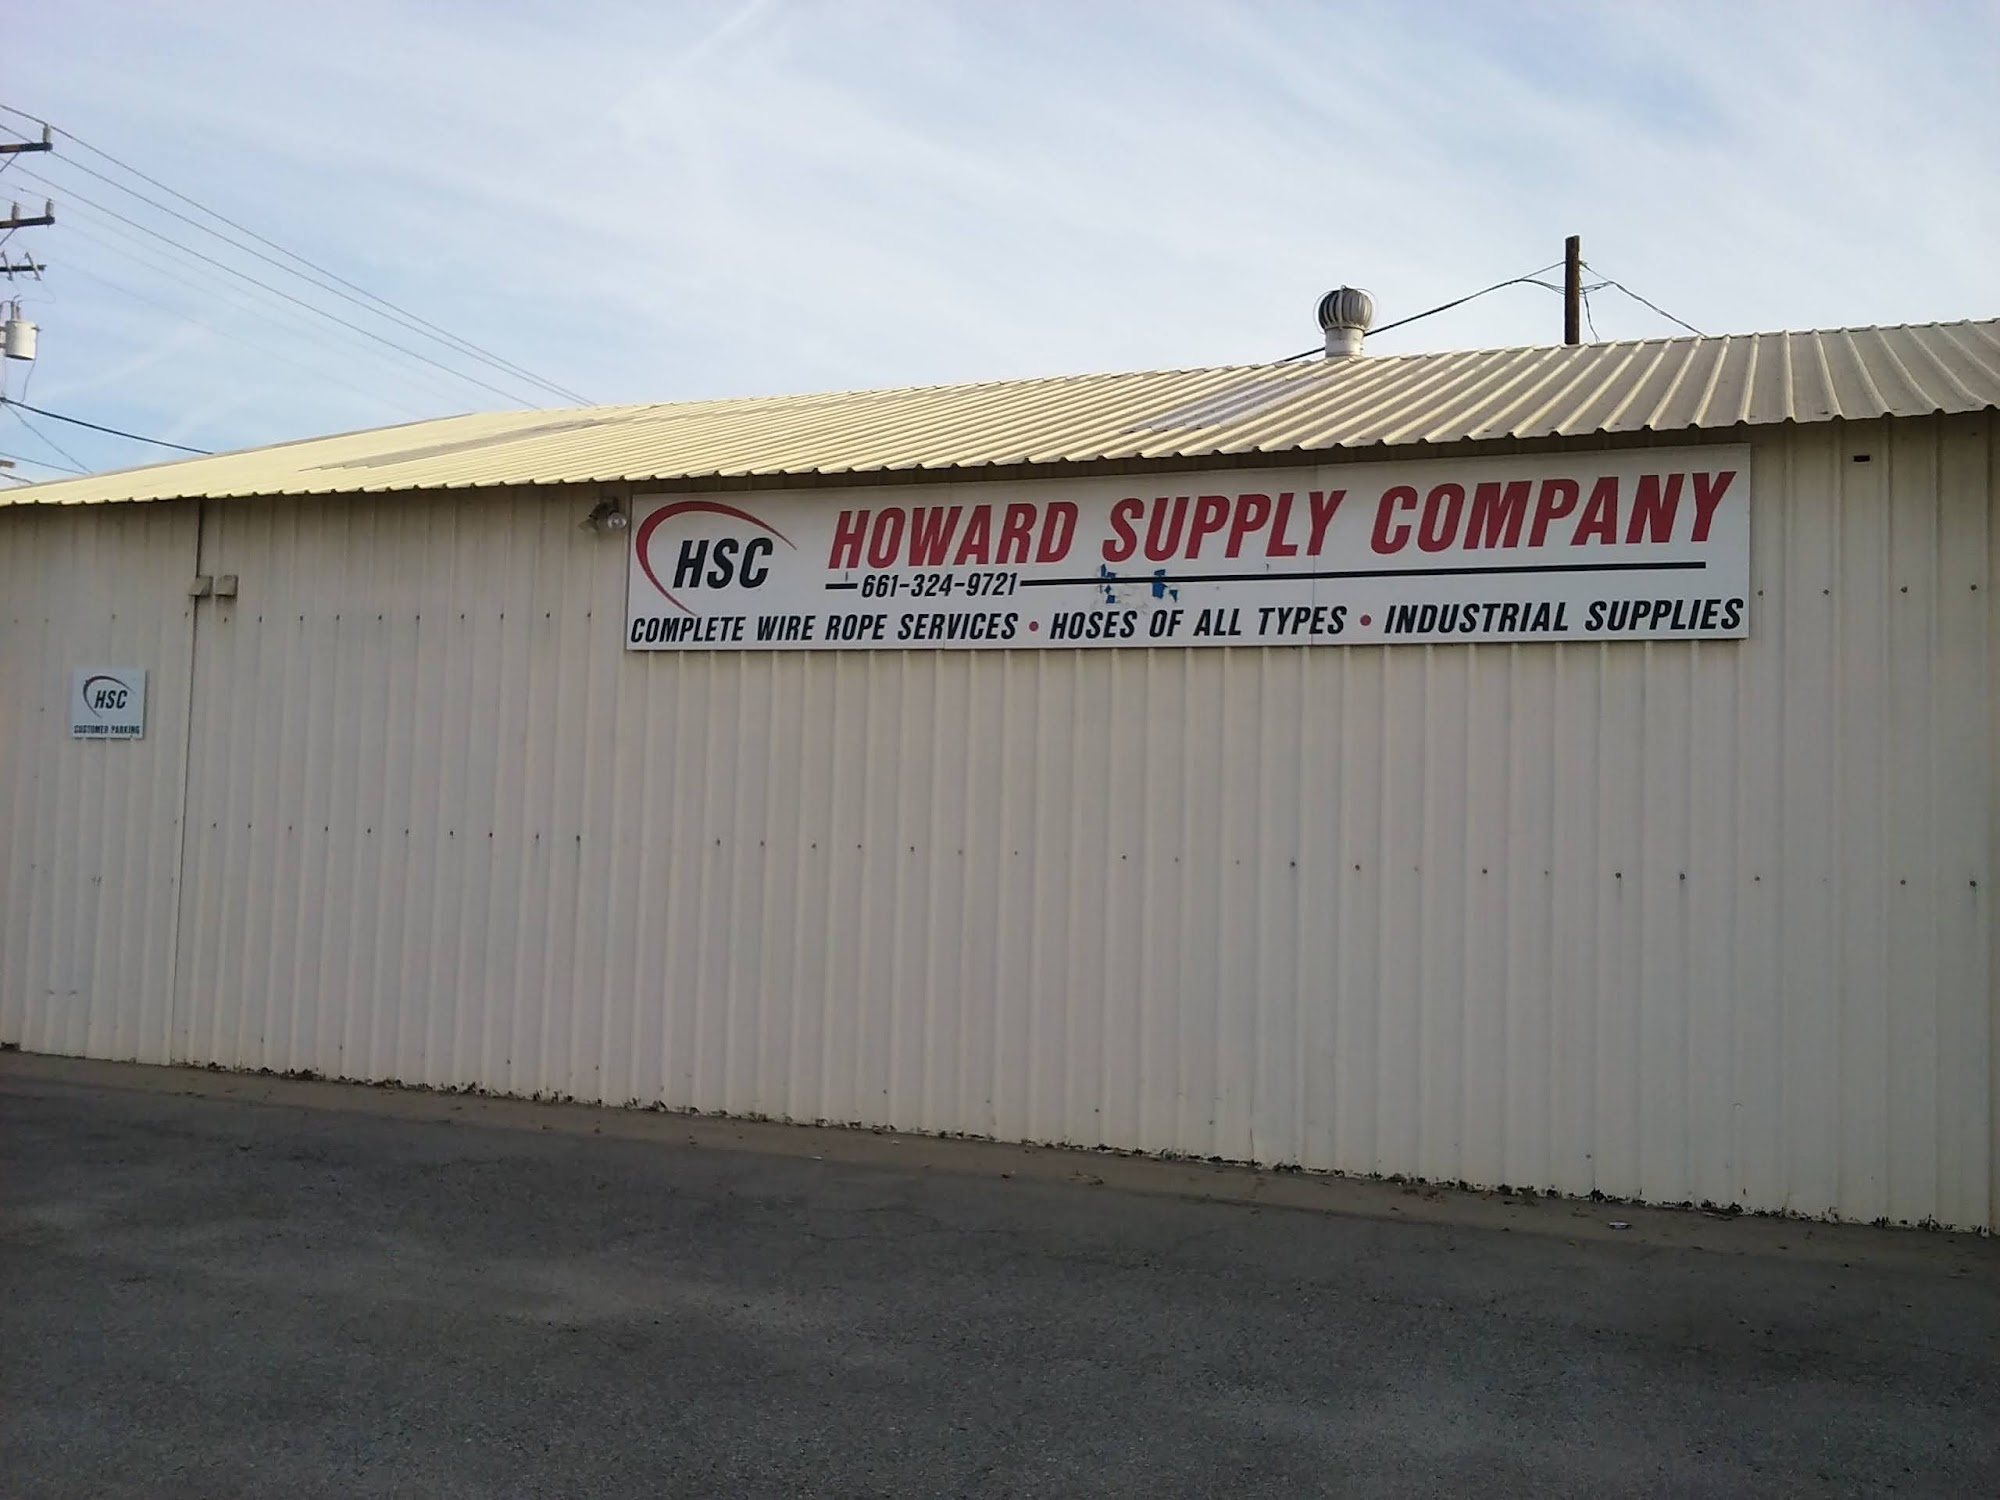 HSC
HOWARD SUPPLY COMPANY
661-324-9721
COMPLETE WIRE ROPE SERVICES • HOSES OF ALL TYPES • INDUSTRIAL SUPPLIES
HSC
CUSTOMER PARKING